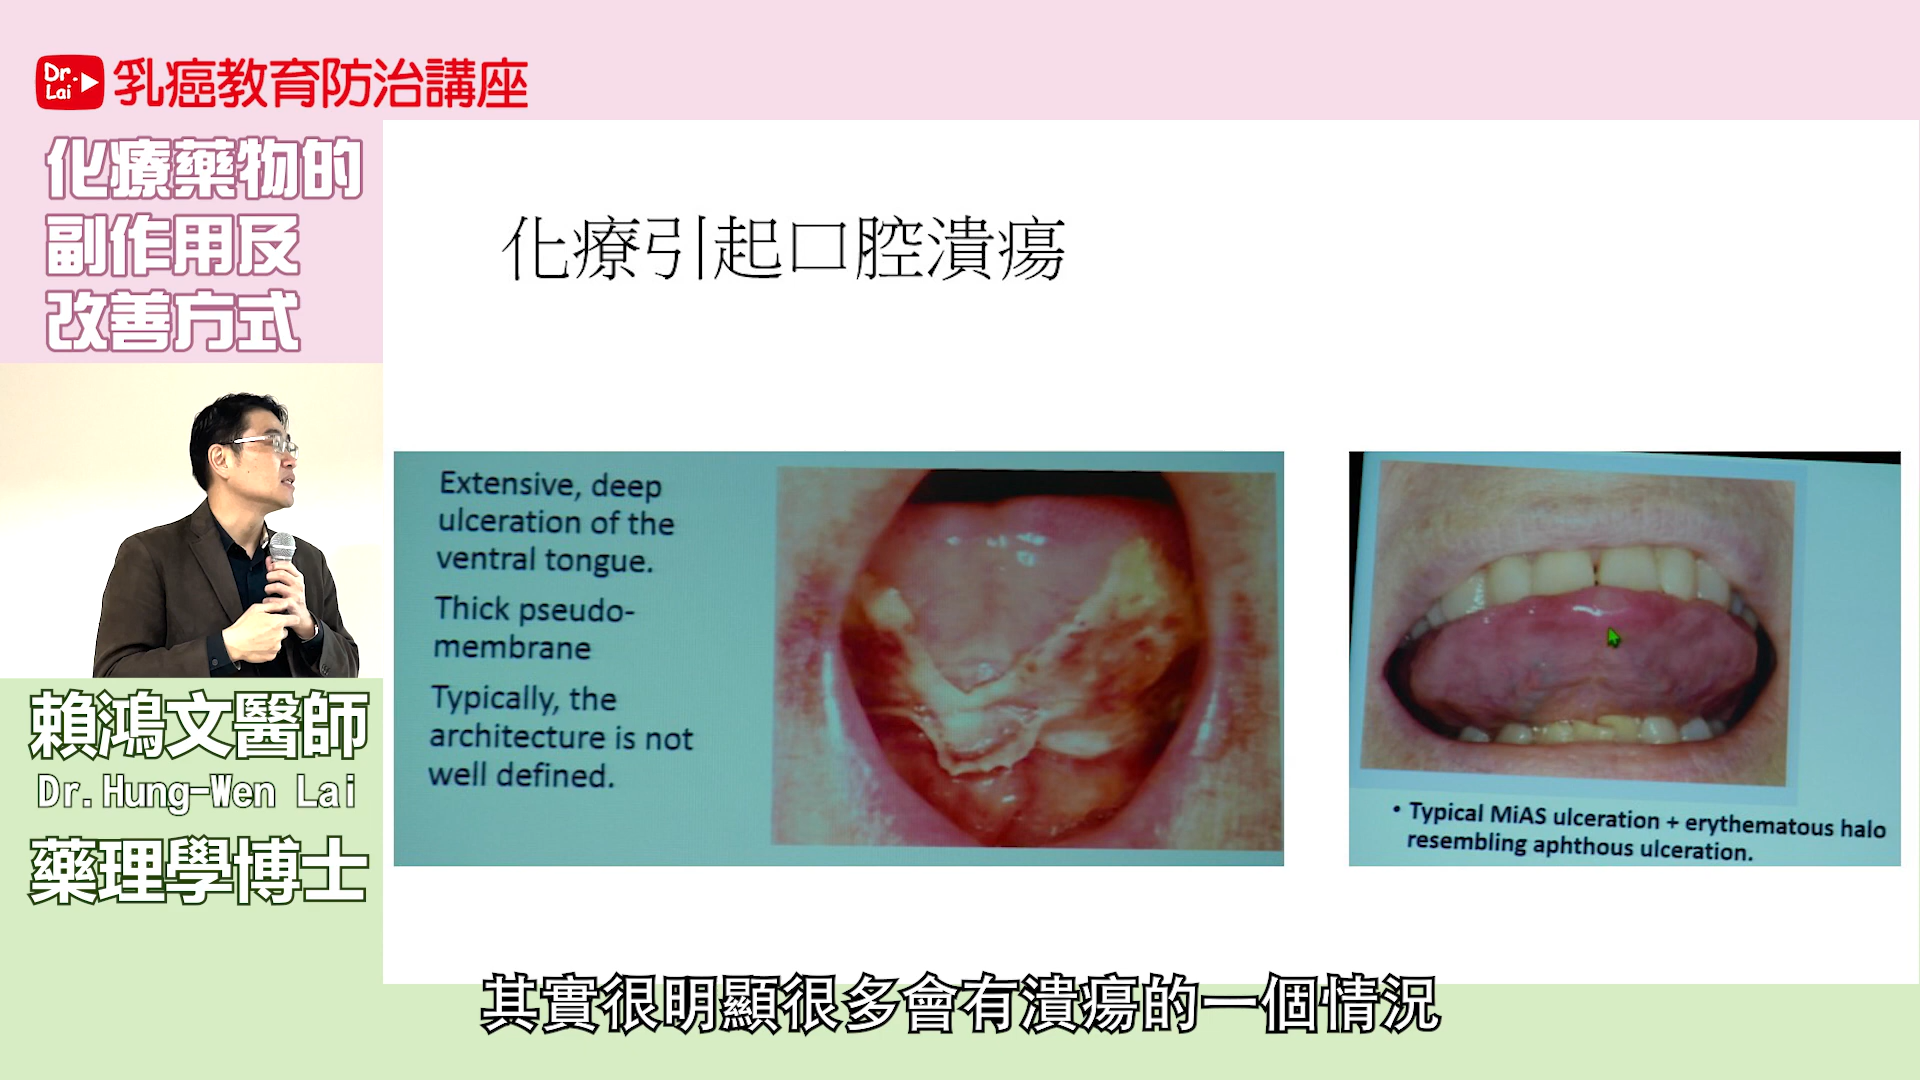 Dr. Lai
乳癌教育防治講座
化療藥物的
副作用及
改善方式
賴鴻文醫師
Dr.Hung-Wen Lai
藥理學博士
化療引起口腔潰瘍
Extensive, deep
ulceration of the
ventral tongue.
Thick pseudo-
membrane
Typically, the
architecture is not
well defined.
• Typical MiAS ulceration + erythematous halo
resembling aphthous ulceration.
其實很明顯很多會有潰瘍的一個情況